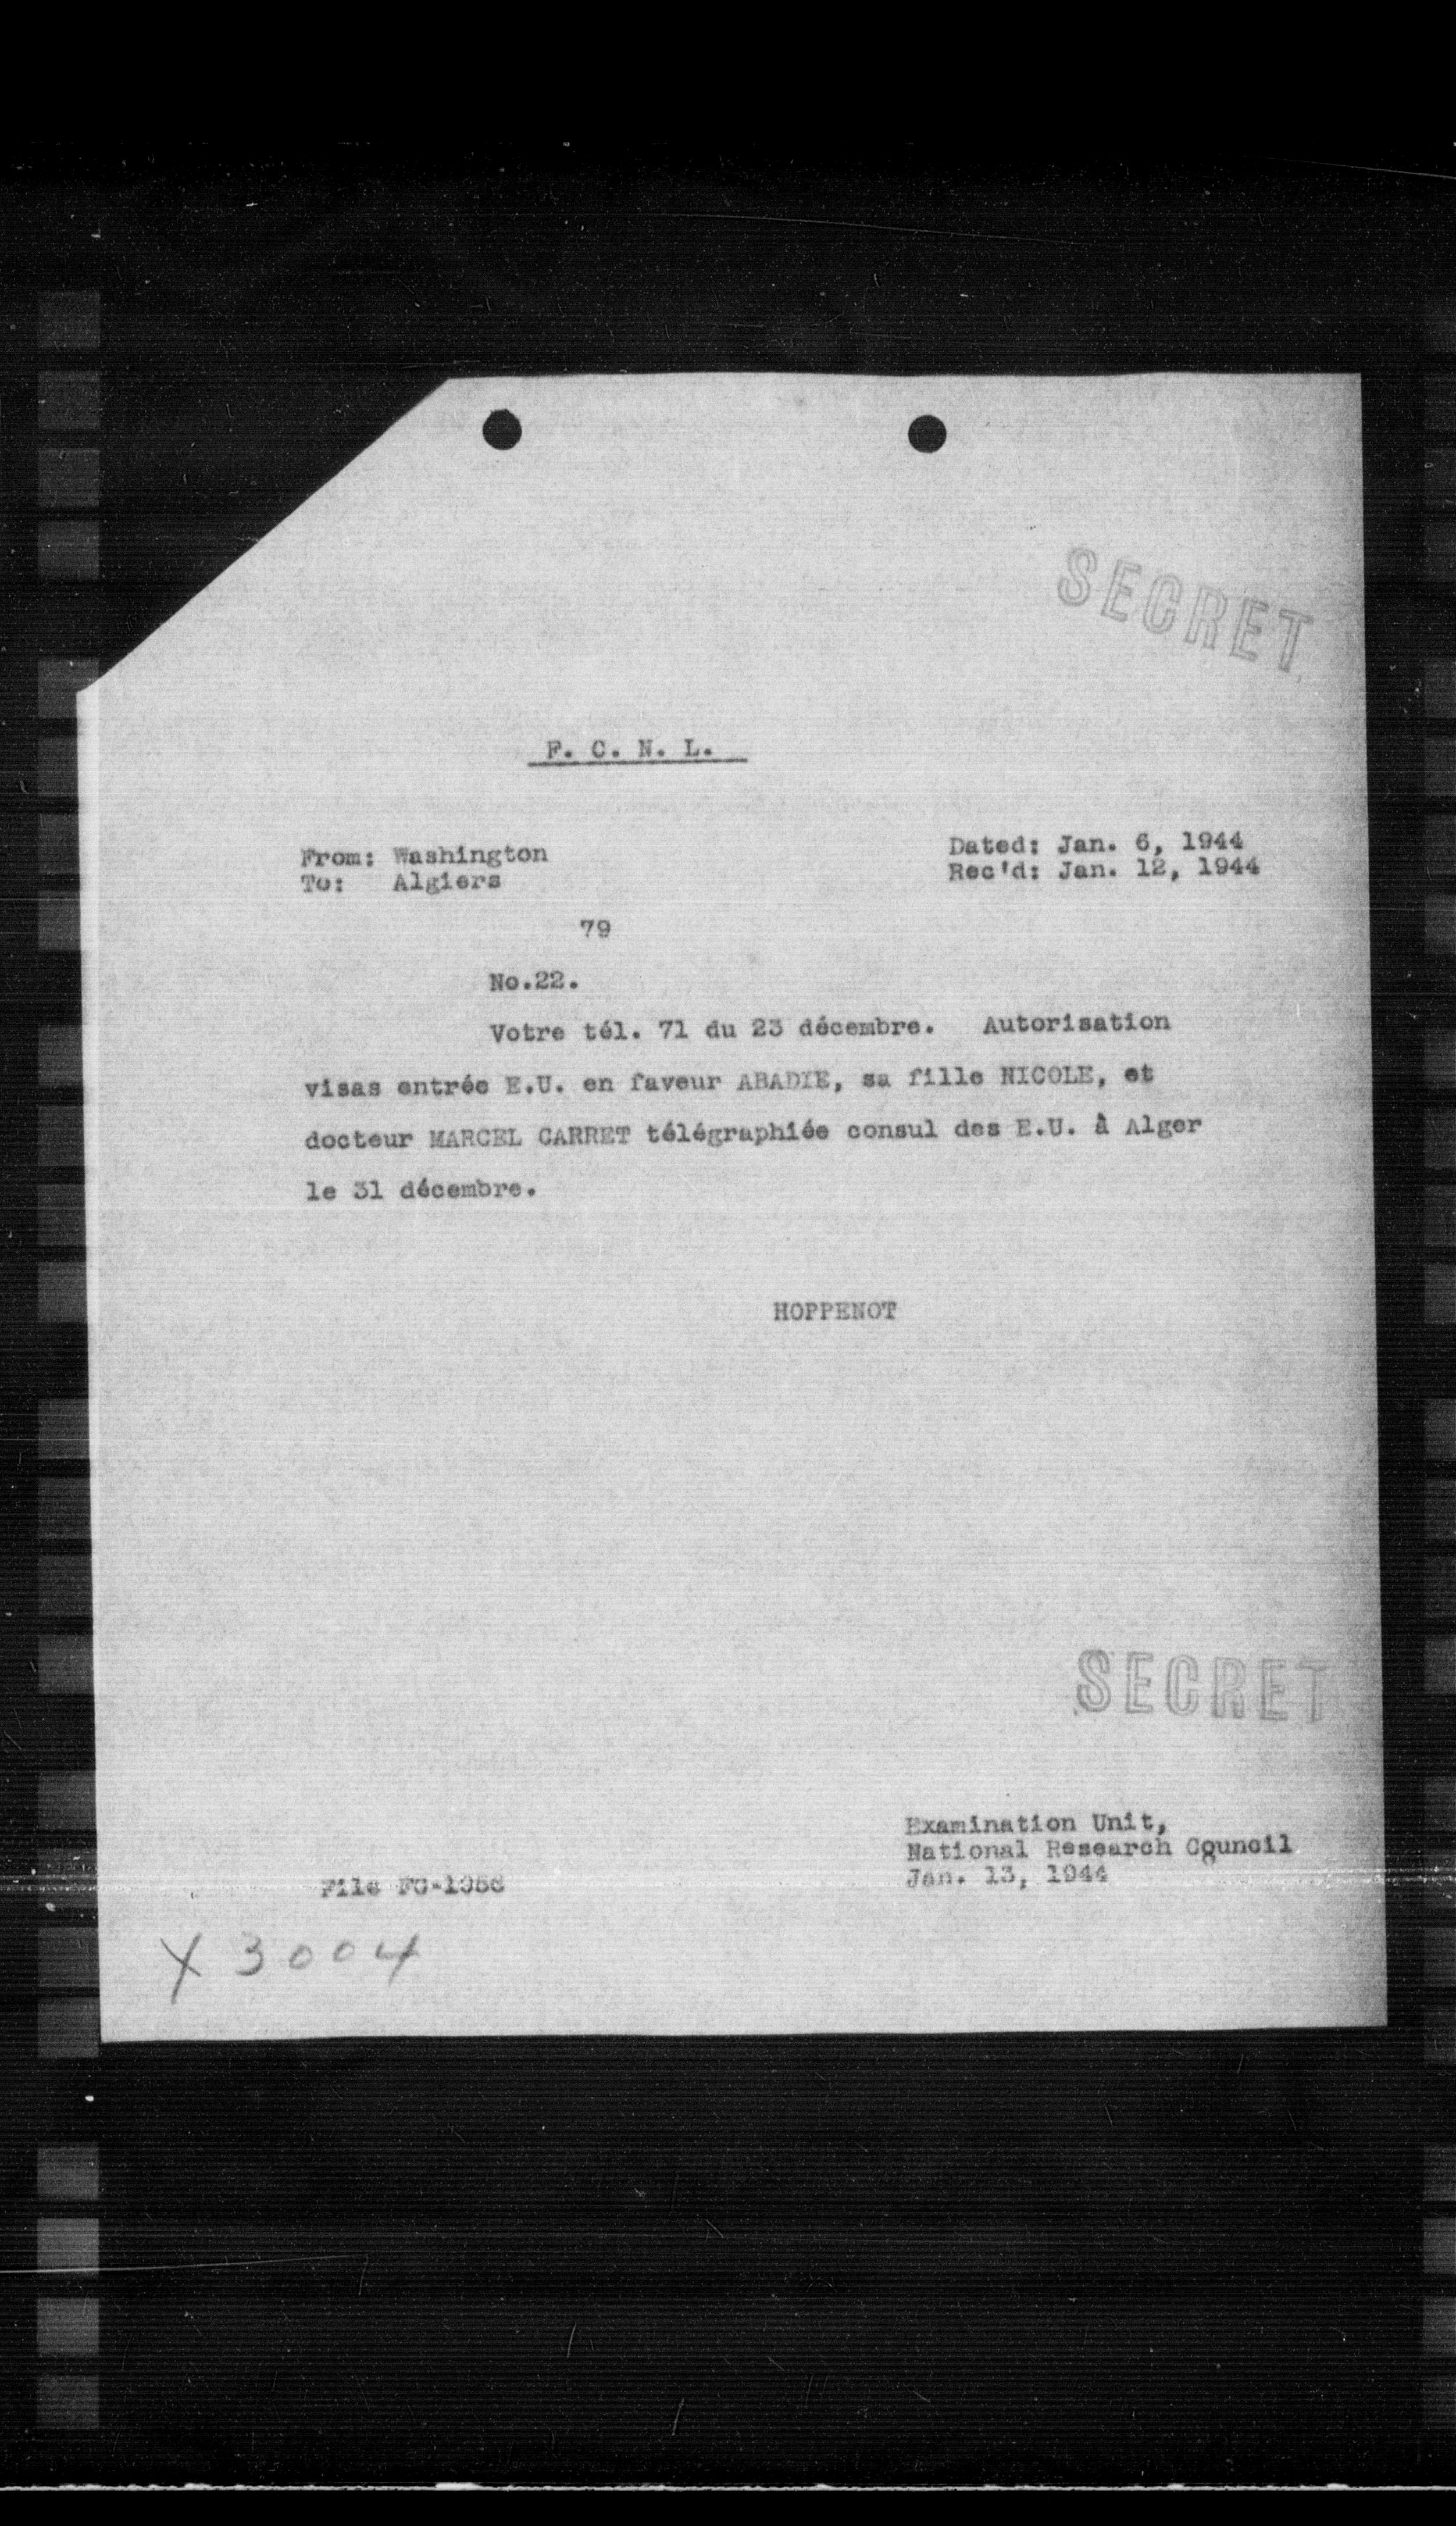 SECRET
F. C. N. L.
From: Washington
To: Algiers
Dated: Jan. 6, 1944
Rec'd: Jan. 12, 1944
79
No.22.
Votre tél. 71 du 23 décembre. Autorisation
visas entrée E.U. en faveur ABADIE, sa fille NICOLE, et
docteur MARCEL CARRET télégraphiée consul des E.U. à Alger
le 31 décembre.
HOPPENOT
SECRET
Examination Unit,
National Research Council
Jan. 13, 1944
File
X 3004